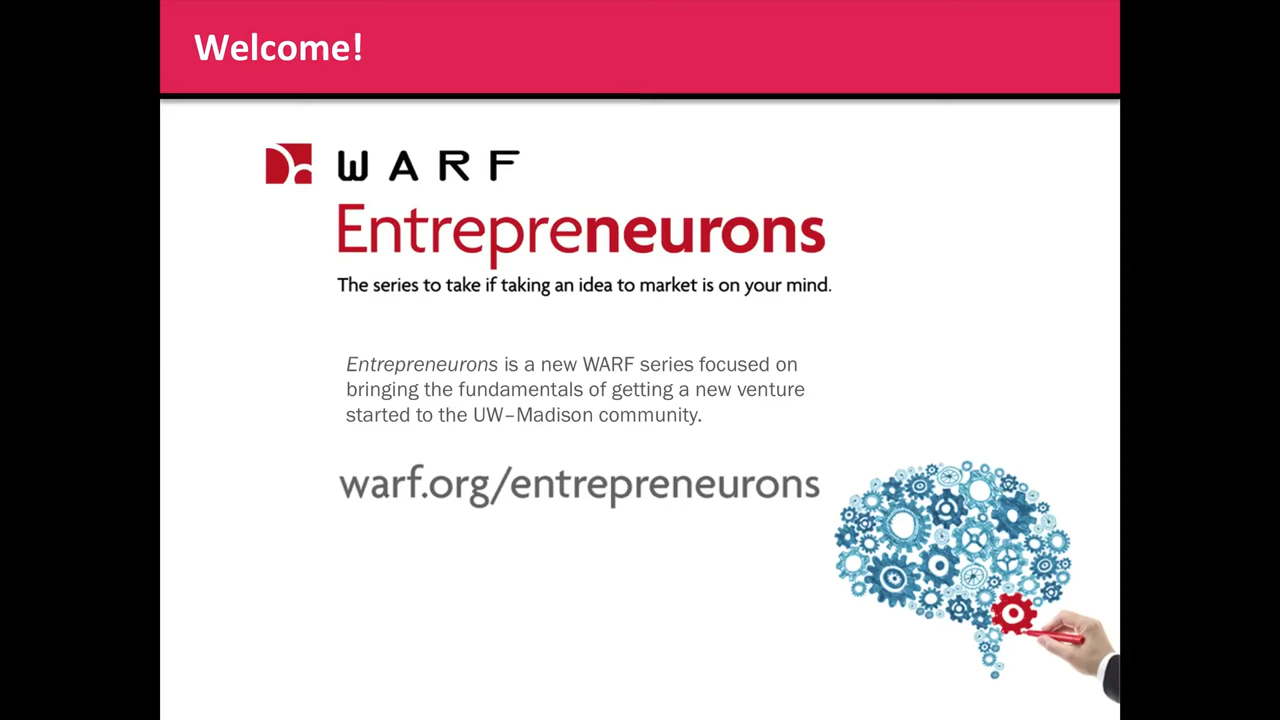 Welcome!
WARF
Entrepreneurons
The series to take if taking an idea to market is on your mind.
Entrepreneurons is a new WARF series focused on
bringing the fundamentals of getting a new venture
started to the UW–Madison community.
warf.org/entrepreneurons